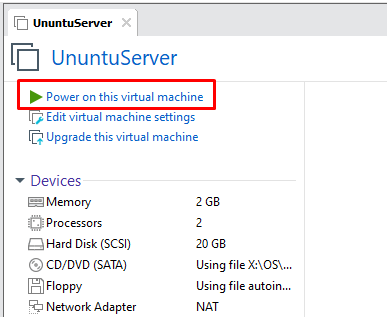 UnuntuServer
UnuntuServer
Power on this virtual machine
Edit virtual machine settings
Upgrade this virtual machine
Devices
Memory 2 GB
Processors 2
Hard Disk (SCSI) 20 GB
CD/DVD (SATA) Using file X:\OS\...
Floppy Using file autoin...
Network Adapter NAT